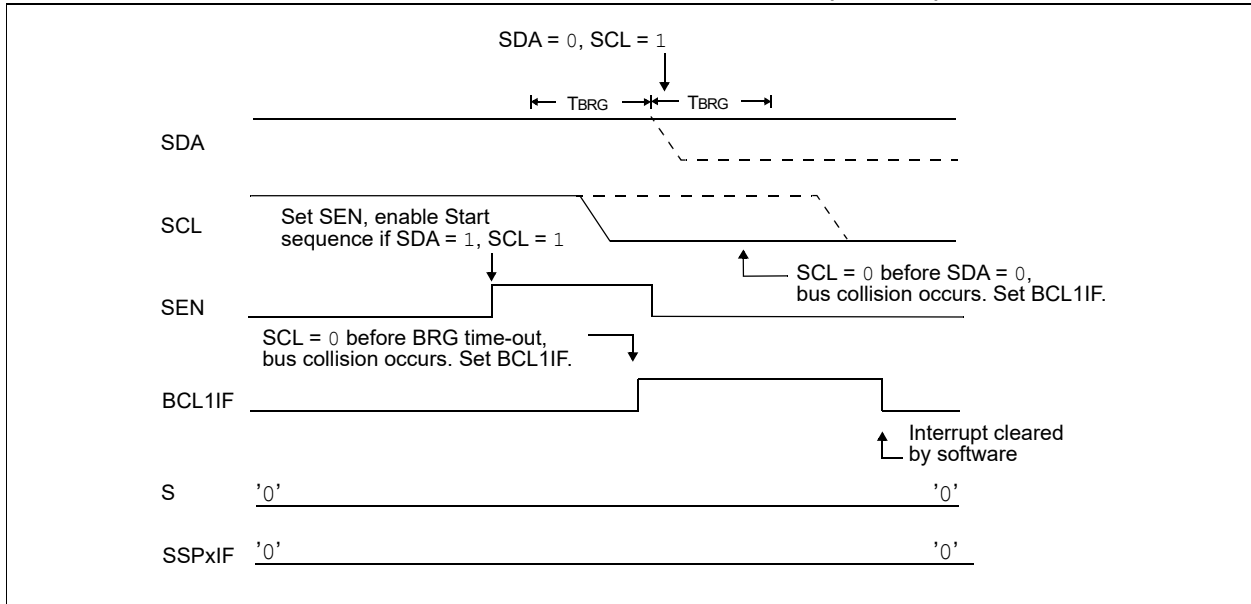 SDA = 0, SCL = 1
TBRG TBRG
SDA
SCL
Set SEN, enable Start
sequence if SDA = 1, SCL = 1
SCL = 0 before SDA = 0,
bus collision occurs. Set BCL1IF.
SEN
SCL = 0 before BRG time-out,
bus collision occurs. Set BCL1IF.
BCL1IF
Interrupt cleared
by software
S '0' '0'
SSPxIF '0' '0'